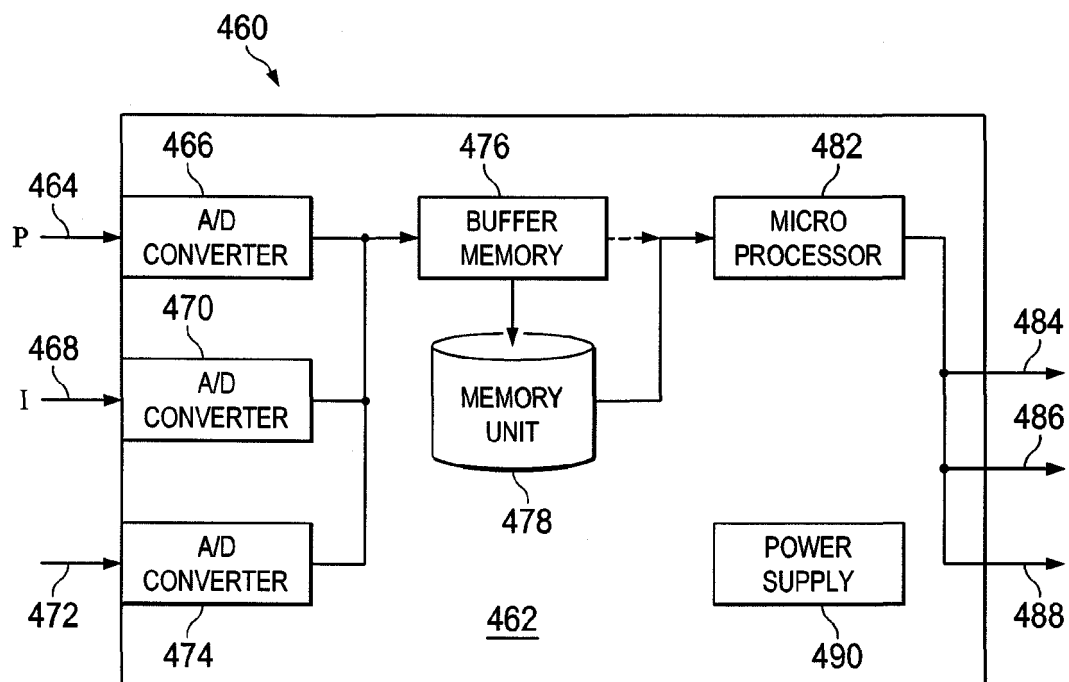 460
466
476
482
464
P
A/D
CONVERTER
BUFFER
MEMORY
MICRO
PROCESSOR
470
468
I
A/D
CONVERTER
MEMORY
UNIT
484
486
478
472
A/D
CONVERTER
474
462
POWER
SUPPLY
490
488